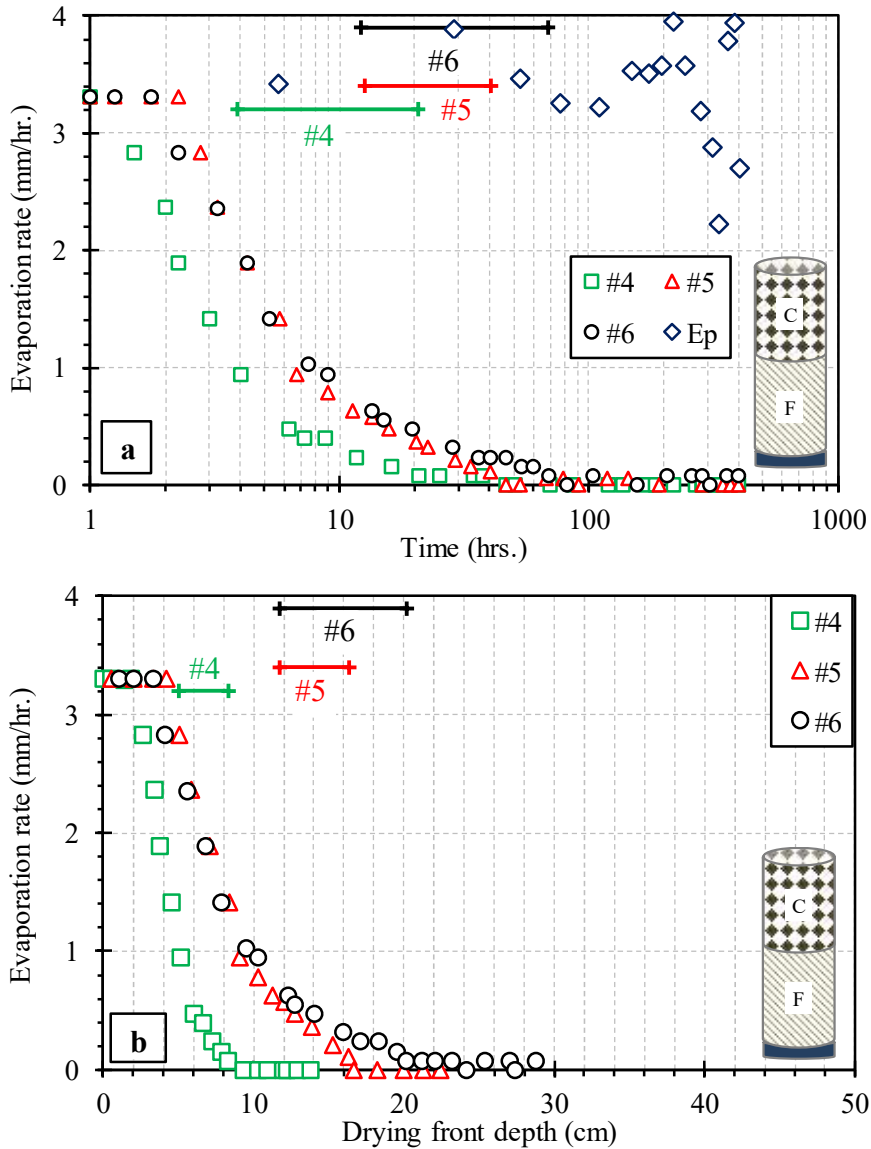 4
3
2
1
0
Evaporation rate (mm/hr.)
#6
#5
#4
#4
#5
#6
Ep
C
F
a
1
10
100
1000
Time (hrs.)
4
3
2
1
0
Evaporation rate (mm/hr.)
#6
#4
#5
#4
#5
#6
C
F
b
0
10
20
30
40
50
Drying front depth (cm)